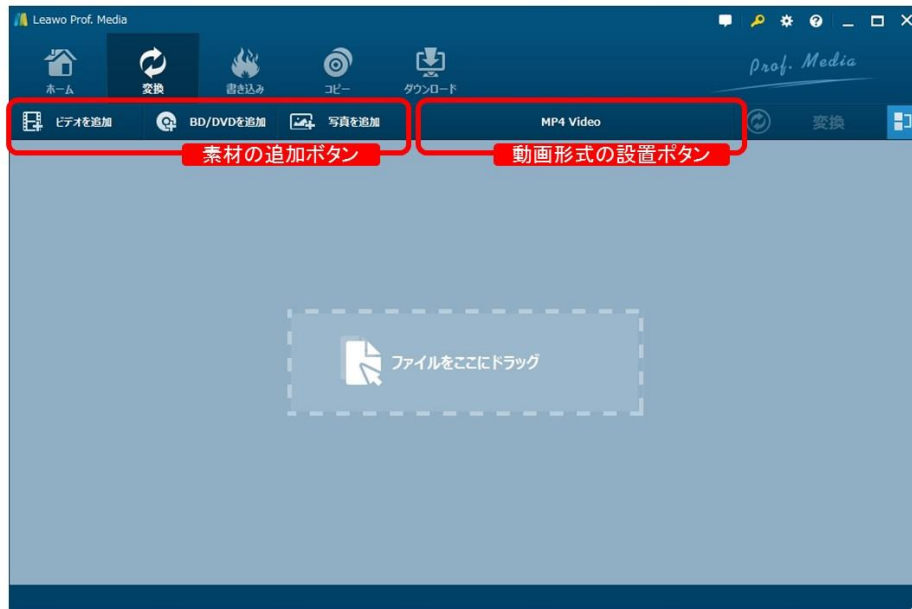 Leawo Prof. Media
ホーム
変換
書き込み
コピー
ダウンロード
Prof. Media
ビデオを追加
BD/DVDを追加
写真を追加
MP4 Video
変換
素材の追加ボタン
動画形式の設置ボタン
ファイルをここにドラッグ